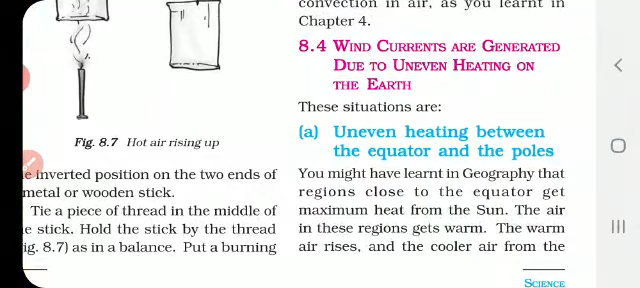 Fig. 8.7 Hot air rising up
inverted position on the two ends of
metal or wooden stick.
Tie a piece of thread in the middle of
stick. Hold the stick by the thread
8.7) as in a balance. Put a burning
convection in air, as you learnt in
Chapter 4.
8.4 WIND CURRENTS ARE GENERATED
DUE TO UNEVEN HEATING ON
THE EARTH
These situations are:
(a) Uneven heating between
the equator and the poles
You might have learnt in Geography that
regions close to the equator get
maximum heat from the Sun. The air
in these regions gets warm. The warm
air rises, and the cooler air from the
SCIENCE